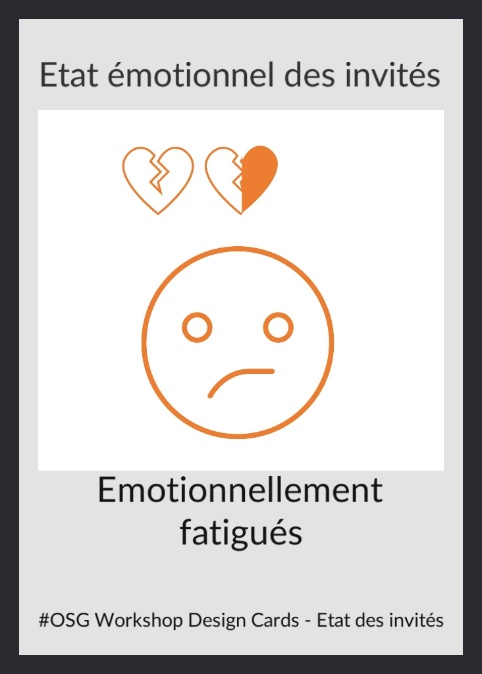 Etat émotionnel des invités
Emotionnellement
fatigués
#OSG Workshop Design Cards - Etat des invités